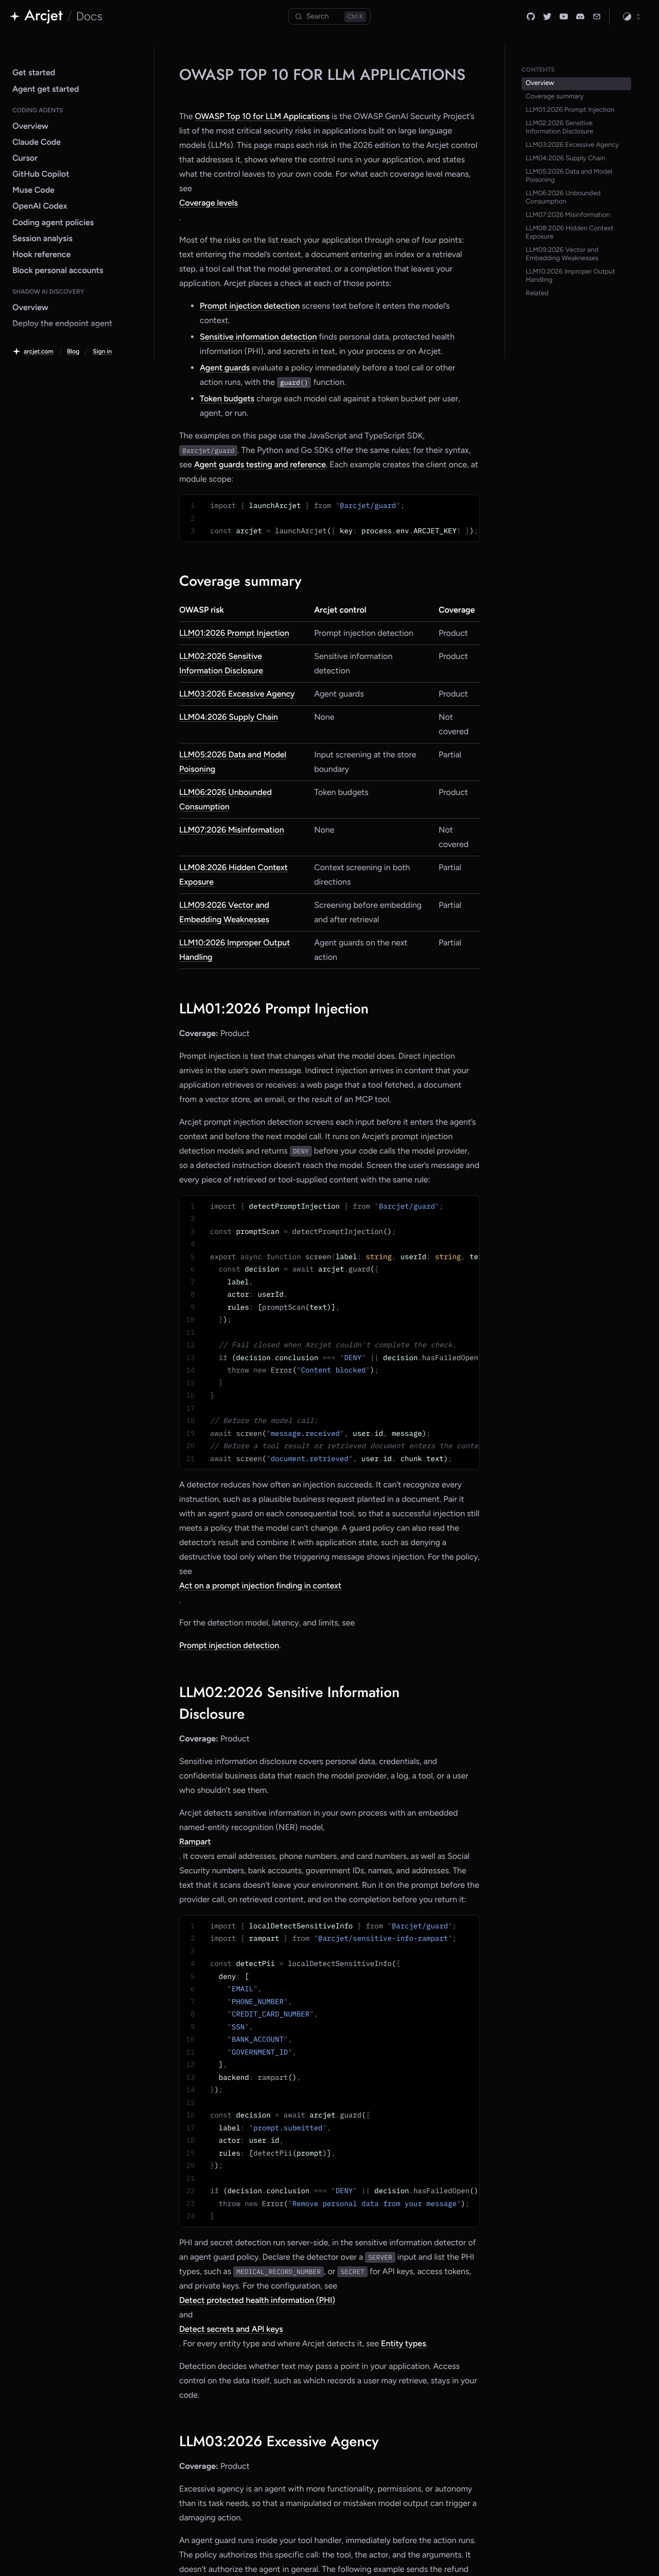 Arcjet / Docs
Search
Ctrl K
Get started
Agent get started
CODING AGENTS
Overview
Claude Code
Cursor
GitHub Copilot
Muse Code
OpenAI Codex
Coding agent policies
Session analysis
Hook reference
Block personal accounts
SHADOW AI DISCOVERY
Overview
Deploy the endpoint agent
arcjet.com / Blog / Sign in
CONTENTS
Overview
Coverage summary
LLM01:2026 Prompt Injection
LLM02:2026 Sensitive
Information Disclosure
LLM03:2026 Excessive Agency
LLM04:2026 Supply Chain
LLM05:2026 Data and Model
Poisoning
LLM06:2026 Unbounded
Consumption
LLM07:2026 Misinformation
LLM08:2026 Hidden Context
Exposure
LLM09:2026 Vector and
Embedding Weaknesses
LLM10:2026 Improper Output
Handling
Related
OWASP TOP 10 FOR LLM APPLICATIONS
The OWASP Top 10 for LLM Applications is the OWASP GenAI Security Project's
list of the most critical security risks in applications built on large language
models (LLMs). This page maps each risk in the 2026 edition to the Arcjet control
that addresses it, shows where the control runs in your application, and states
what the control leaves to your own code. For what each coverage level means,
see
Coverage levels
.
Most of the risks on the list reach your application through one of four points:
text entering the model's context, a document entering an index or a retrieval
step, a tool call that the model generated, or a completion that leaves your
application. Arcjet places a check at each of those points:
Prompt injection detection screens text before it enters the model's
context.
Sensitive information detection finds personal data, protected health
information (PHI), and secrets in text, in your process or on Arcjet.
Agent guards evaluate a policy immediately before a tool call or other
action runs, with the guard() function.
Token budgets charge each model call against a token bucket per user,
agent, or run.
The examples on this page use the JavaScript and TypeScript SDK,
@arcjet/guard. The Python and Go SDKs offer the same rules; for their syntax,
see Agent guards testing and reference. Each example creates the client once, at
module scope:
1 import { launchArcjet } from "@arcjet/guard";
2
3 const arcjet = launchArcjet({ key: process.env.ARCJET_KEY! });
Coverage summary
OWASP risk Arcjet control Coverage
LLM01:2026 Prompt Injection Prompt injection detection Product
LLM02:2026 Sensitive Sensitive information Product
Information Disclosure detection
LLM03:2026 Excessive Agency Agent guards Product
LLM04:2026 Supply Chain None Not
covered
LLM05:2026 Data and Model Input screening at the store Partial
Poisoning boundary
LLM06:2026 Unbounded Token budgets Product
Consumption
LLM07:2026 Misinformation None Not
covered
LLM08:2026 Hidden Context Context screening in both Partial
Exposure directions
LLM09:2026 Vector and Screening before embedding Partial
Embedding Weaknesses and after retrieval
LLM10:2026 Improper Output Agent guards on the next Partial
Handling action
LLM01:2026 Prompt Injection
Coverage: Product
Prompt injection is text that changes what the model does. Direct injection
arrives in the user's own message. Indirect injection arrives in content that your
application retrieves or receives: a web page that a tool fetched, a document
from a vector store, an email, or the result of an MCP tool.
Arcjet prompt injection detection screens each input before it enters the agent's
context and before the next model call. It runs on Arcjet's prompt injection
detection models and returns DENY before your code calls the model provider,
so a detected instruction doesn't reach the model. Screen the user's message and
every piece of retrieved or tool-supplied content with the same rule:
1 import { detectPromptInjection } from "@arcjet/guard";
2
3 const promptScan = detectPromptInjection();
4
5 export async function screen(label: string, userId: string, te
6 const decision = await arcjet.guard({
7 label,
8 actor: userId,
9 rules: [promptScan(text)],
10 });
11
12 // Fail closed when Arcjet couldn't complete the check.
13 if (decision.conclusion === "DENY" || decision.hasFailedOpen
14 throw new Error("Content blocked");
15 }
16 }
17
18 // Before the model call:
19 await screen("message.received", user.id, message);
20 // Before a tool result or retrieved document enters the conte
21 await screen("document.retrieved", user.id, chunk.text);
A detector reduces how often an injection succeeds. It can't recognize every
instruction, such as a plausible business request planted in a document. Pair it
with an agent guard on each consequential tool, so that a successful injection still
meets a policy that the model can't change. A guard policy can also read the
detector's result and combine it with application state, such as denying a
destructive tool only when the triggering message shows injection. For the policy,
see
Act on a prompt injection finding in context
.
For the detection model, latency, and limits, see
Prompt injection detection.
LLM02:2026 Sensitive Information
Disclosure
Coverage: Product
Sensitive information disclosure covers personal data, credentials, and
confidential business data that reach the model provider, a log, a tool, or a user
who shouldn't see them.
Arcjet detects sensitive information in your own process with an embedded
named-entity recognition (NER) model,
Rampart
. It covers email addresses, phone numbers, and card numbers, as well as Social
Security numbers, bank accounts, government IDs, names, and addresses. The
text that it scans doesn't leave your environment. Run it on the prompt before the
provider call, on retrieved content, and on the completion before you return it:
1 import { localDetectSensitiveInfo } from "@arcjet/guard";
2 import { rampart } from "@arcjet/sensitive-info-rampart";
3
4 const detectPii = localDetectSensitiveInfo({
5 deny: [
6 "EMAIL",
7 "PHONE_NUMBER",
8 "CREDIT_CARD_NUMBER",
9 "SSN",
10 "BANK_ACCOUNT",
11 "GOVERNMENT_ID",
12 ],
13 backend: rampart(),
14 });
15
16 const decision = await arcjet.guard({
17 label: "prompt.submitted",
18 actor: user.id,
19 rules: [detectPii(prompt)],
20 });
21
22 if (decision.conclusion === "DENY" || decision.hasFailedOpen()
23 throw new Error("Remove personal data from your message");
24 }
PHI and secret detection run server-side, in the sensitive information detector of
an agent guard policy. Declare the detector over a SERVER input and list the PHI
types, such as MEDICAL_RECORD_NUMBER, or SECRET for API keys, access tokens,
and private keys. For the configuration, see
Detect protected health information (PHI)
and
Detect secrets and API keys
. For every entity type and where Arcjet detects it, see Entity types.
Detection decides whether text may pass a point in your application. Access
control on the data itself, such as which records a user may retrieve, stays in your
code.
LLM03:2026 Excessive Agency
Coverage: Product
Excessive agency is an agent with more functionality, permissions, or autonomy
than its task needs, so that a manipulated or mistaken model output can trigger a
damaging action.
An agent guard runs inside your tool handler, immediately before the action runs.
The policy authorizes this specific call: the tool, the actor, and the arguments. It
doesn't authorize the agent in general. The following example sends the refund